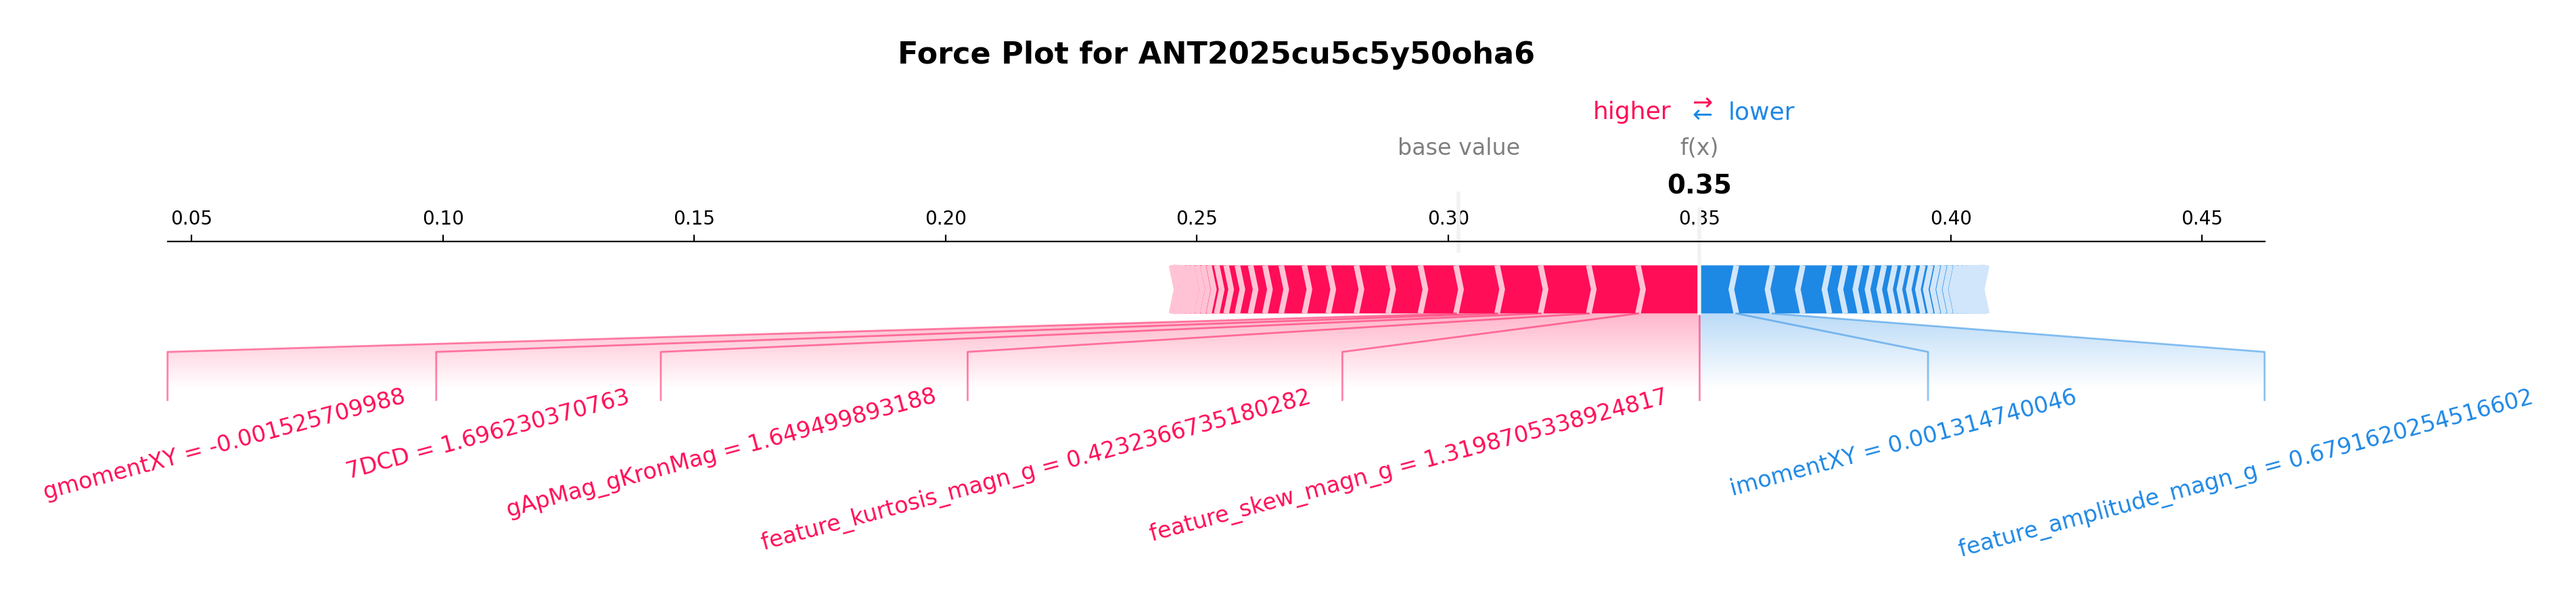 Force Plot for ANT2025cu5c5y50oha6
higher ⇄ lower
base value f(x)
0.35
0.05 0.10 0.15 0.20 0.25 0.30 0.35 0.40 0.45
gmomentXY = -0.001525709988
7DCD = 1.696230370763
gApMag_gKronMag = 1.649499893188
feature_kurtosis_magn_g = 0.4232366735180282
feature_skew_magn_g = 1.3198705338924817
imomentXY = 0.001314740046
feature_amplitude_magn_g = 0.6791620254516602